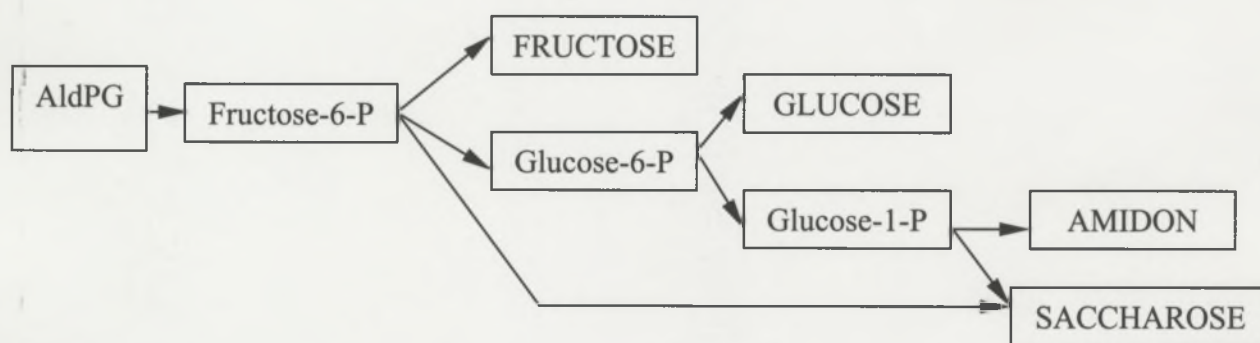 FRUCTOSE
AldPG
Fructose-6-P
GLUCOSE
Glucose-6-P
Glucose-1-P
AMIDON
SACCHAROSE